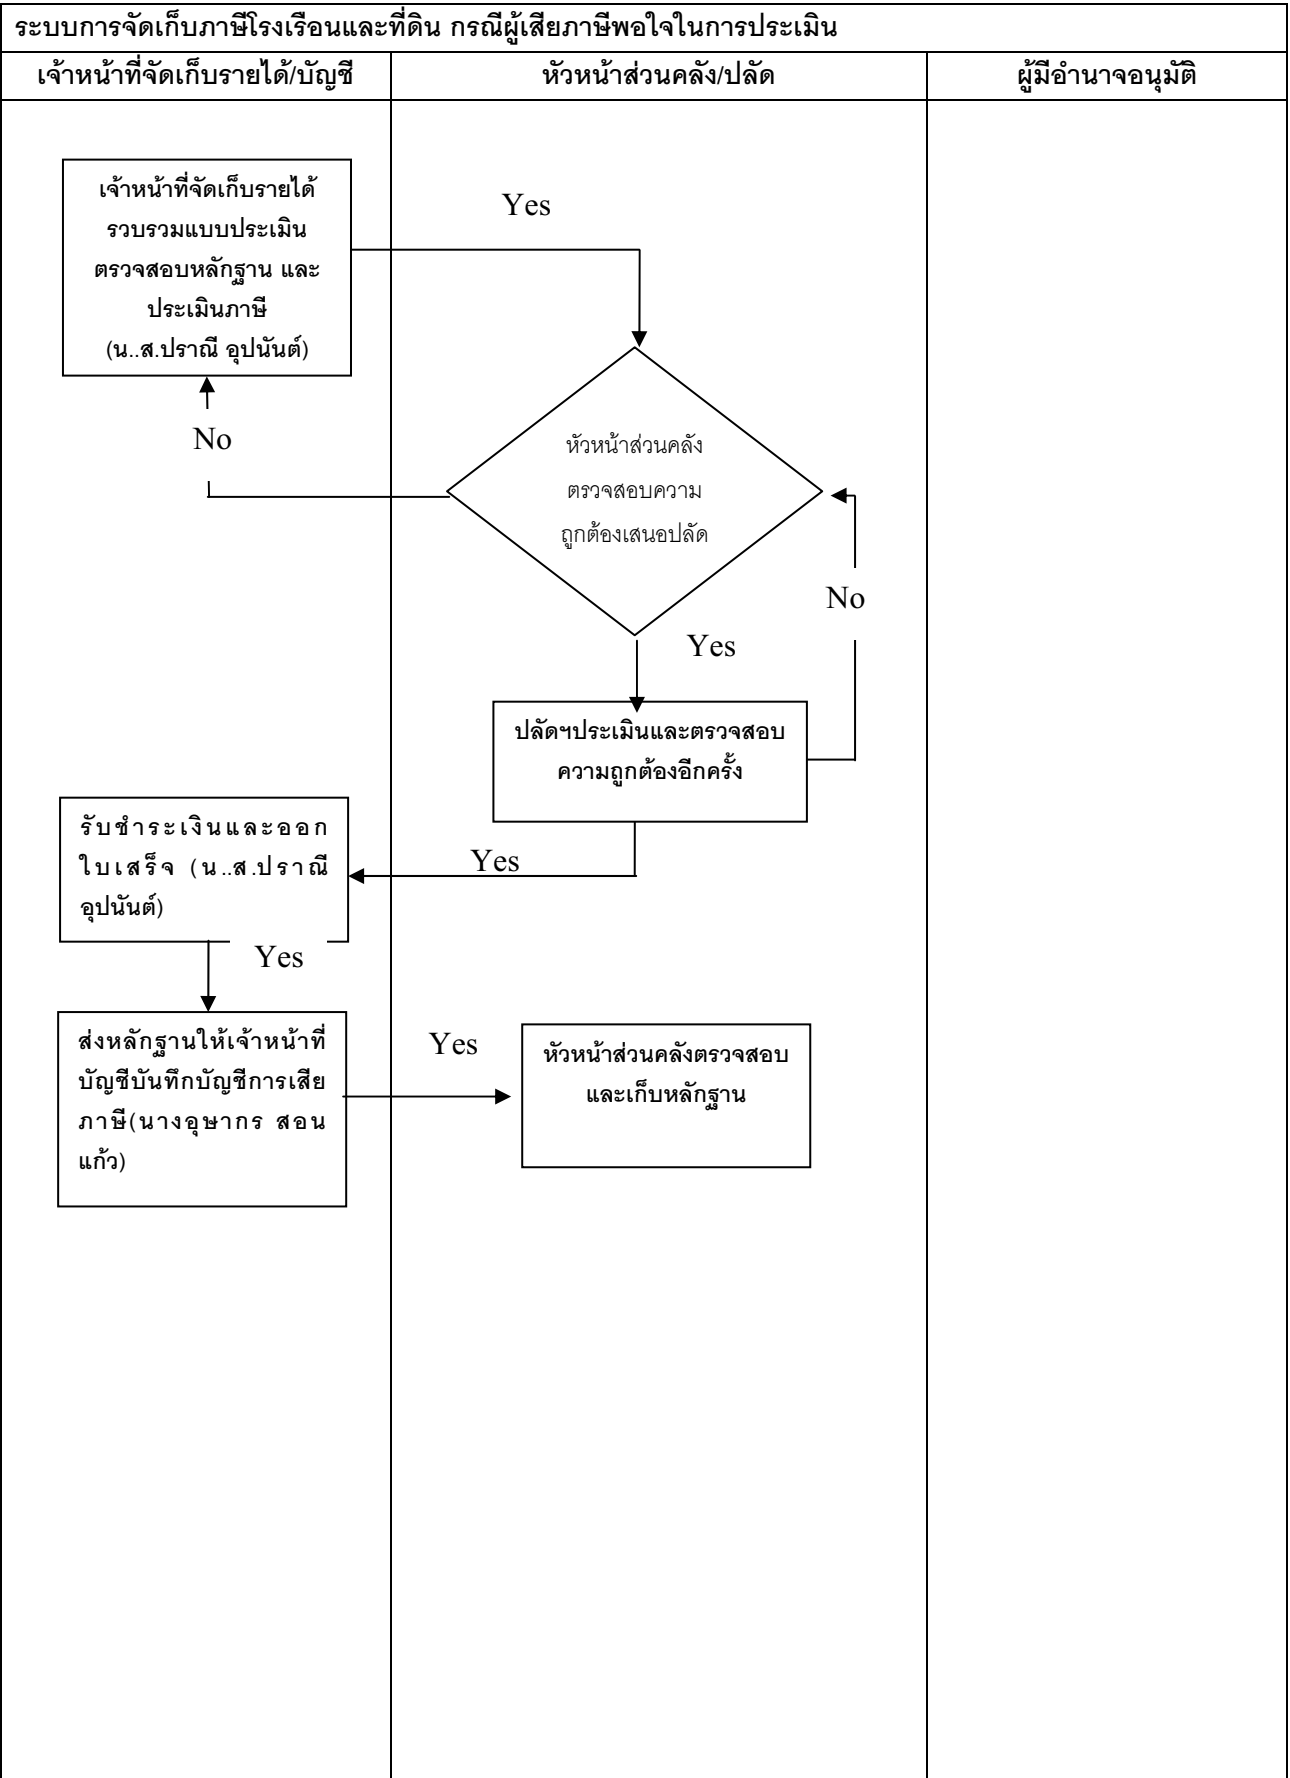 ระบบการจัดเก็บภาษีโรงเรือนและที่ดิน กรณีผู้เสียภาษีพอใจในการประเมิน
เจ้าหน้าที่จัดเก็บรายได้/บัญชี
หัวหน้าส่วนคลัง/ปลัด
ผู้มีอำนาจอนุมัติ
เจ้าหน้าที่จัดเก็บรายได้
รวบรวมแบบประเมิน
ตรวจสอบหลักฐาน และ
ประเมินภาษี
(น..ส.ปราณี อุปนันต์)
Yes
No
หัวหน้าส่วนคลัง
ตรวจสอบความ
ถูกต้องเสนอปลัด
No
Yes
ปลัดฯประเมินและตรวจสอบ
ความถูกต้องอีกครั้ง
รับชำระเงินและออก
ใบเสร็จ (น..ส.ปราณี
อุปนันต์)
Yes
Yes
ส่งหลักฐานให้เจ้าหน้าที่
บัญชีบันทึกบัญชีการเสีย
ภาษี(นางอุษากร สอน
แก้ว)
Yes
หัวหน้าส่วนคลังตรวจสอบ
และเก็บหลักฐาน